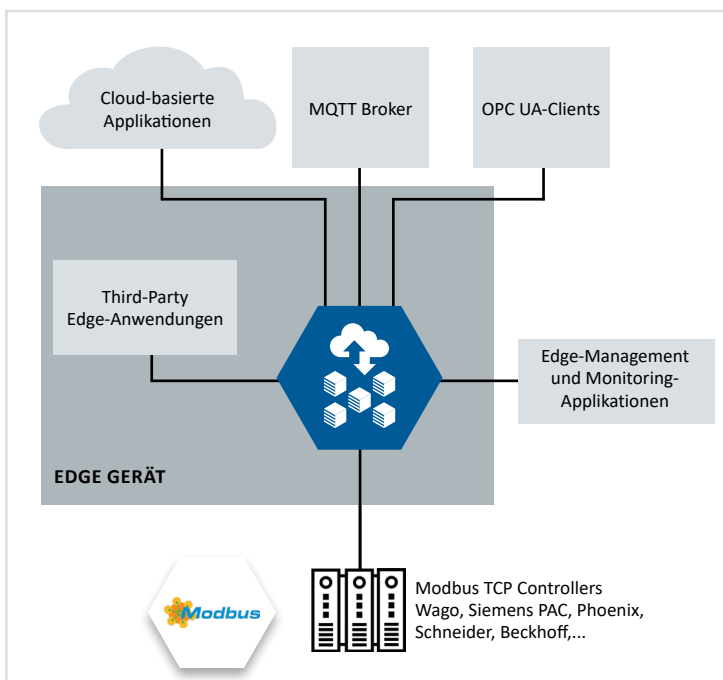 Cloud-basierte
Applikationen
MQTT Broker
OPC UA-Clients
Third-Party
Edge-Anwendungen
Edge-Management
und Monitoring-
Applikationen
EDGE GERÄT
Modbus
Modbus TCP Controllers
Wago, Siemens PAC, Phoenix,
Schneider, Beckhoff,...